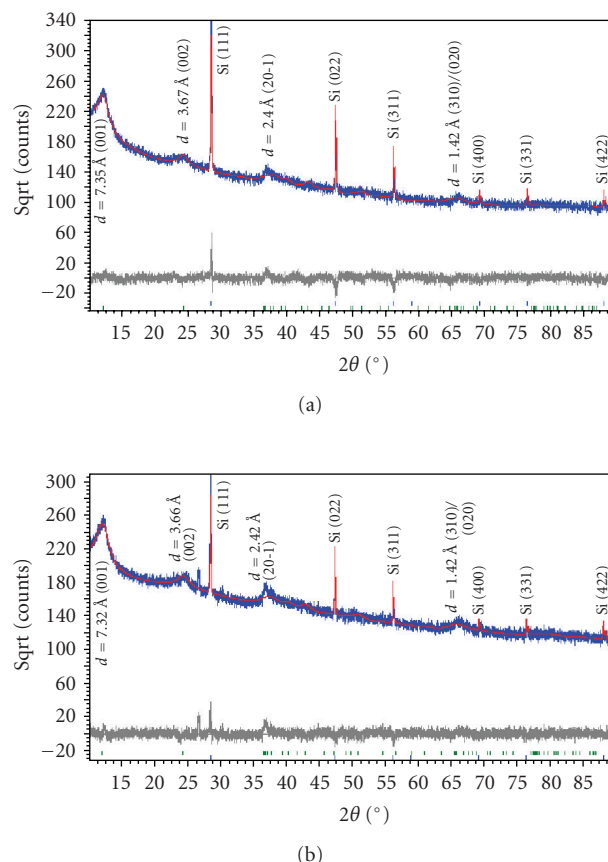 340
300
260
220
180
140
100
60
20
−20
Sqrt (counts)
d = 7.35 Å (001)
d = 3.67 Å (002)
Si (111)
d = 2.4 Å (20-1)
Si (022)
Si (311)
d = 1.42 Å (310)/(020)
Si (400)
Si (331)
Si (422)
15 20 25 30 35 40 45 50 55 60 65 70 75 80 85
2θ (°)
(a)
300
260
220
180
140
100
60
20
−20
Sqrt (counts)
d = 7.32 Å (001)
d = 3.66 Å
(002)
Si (111)
d = 2.42 Å
(20-1)
Si (022)
Si (311)
d = 1.42 Å (310)/
(020)
Si (400)
Si (331)
Si (422)
15 20 25 30 35 40 45 50 55 60 65 70 75 80 85
2θ (°)
(b)